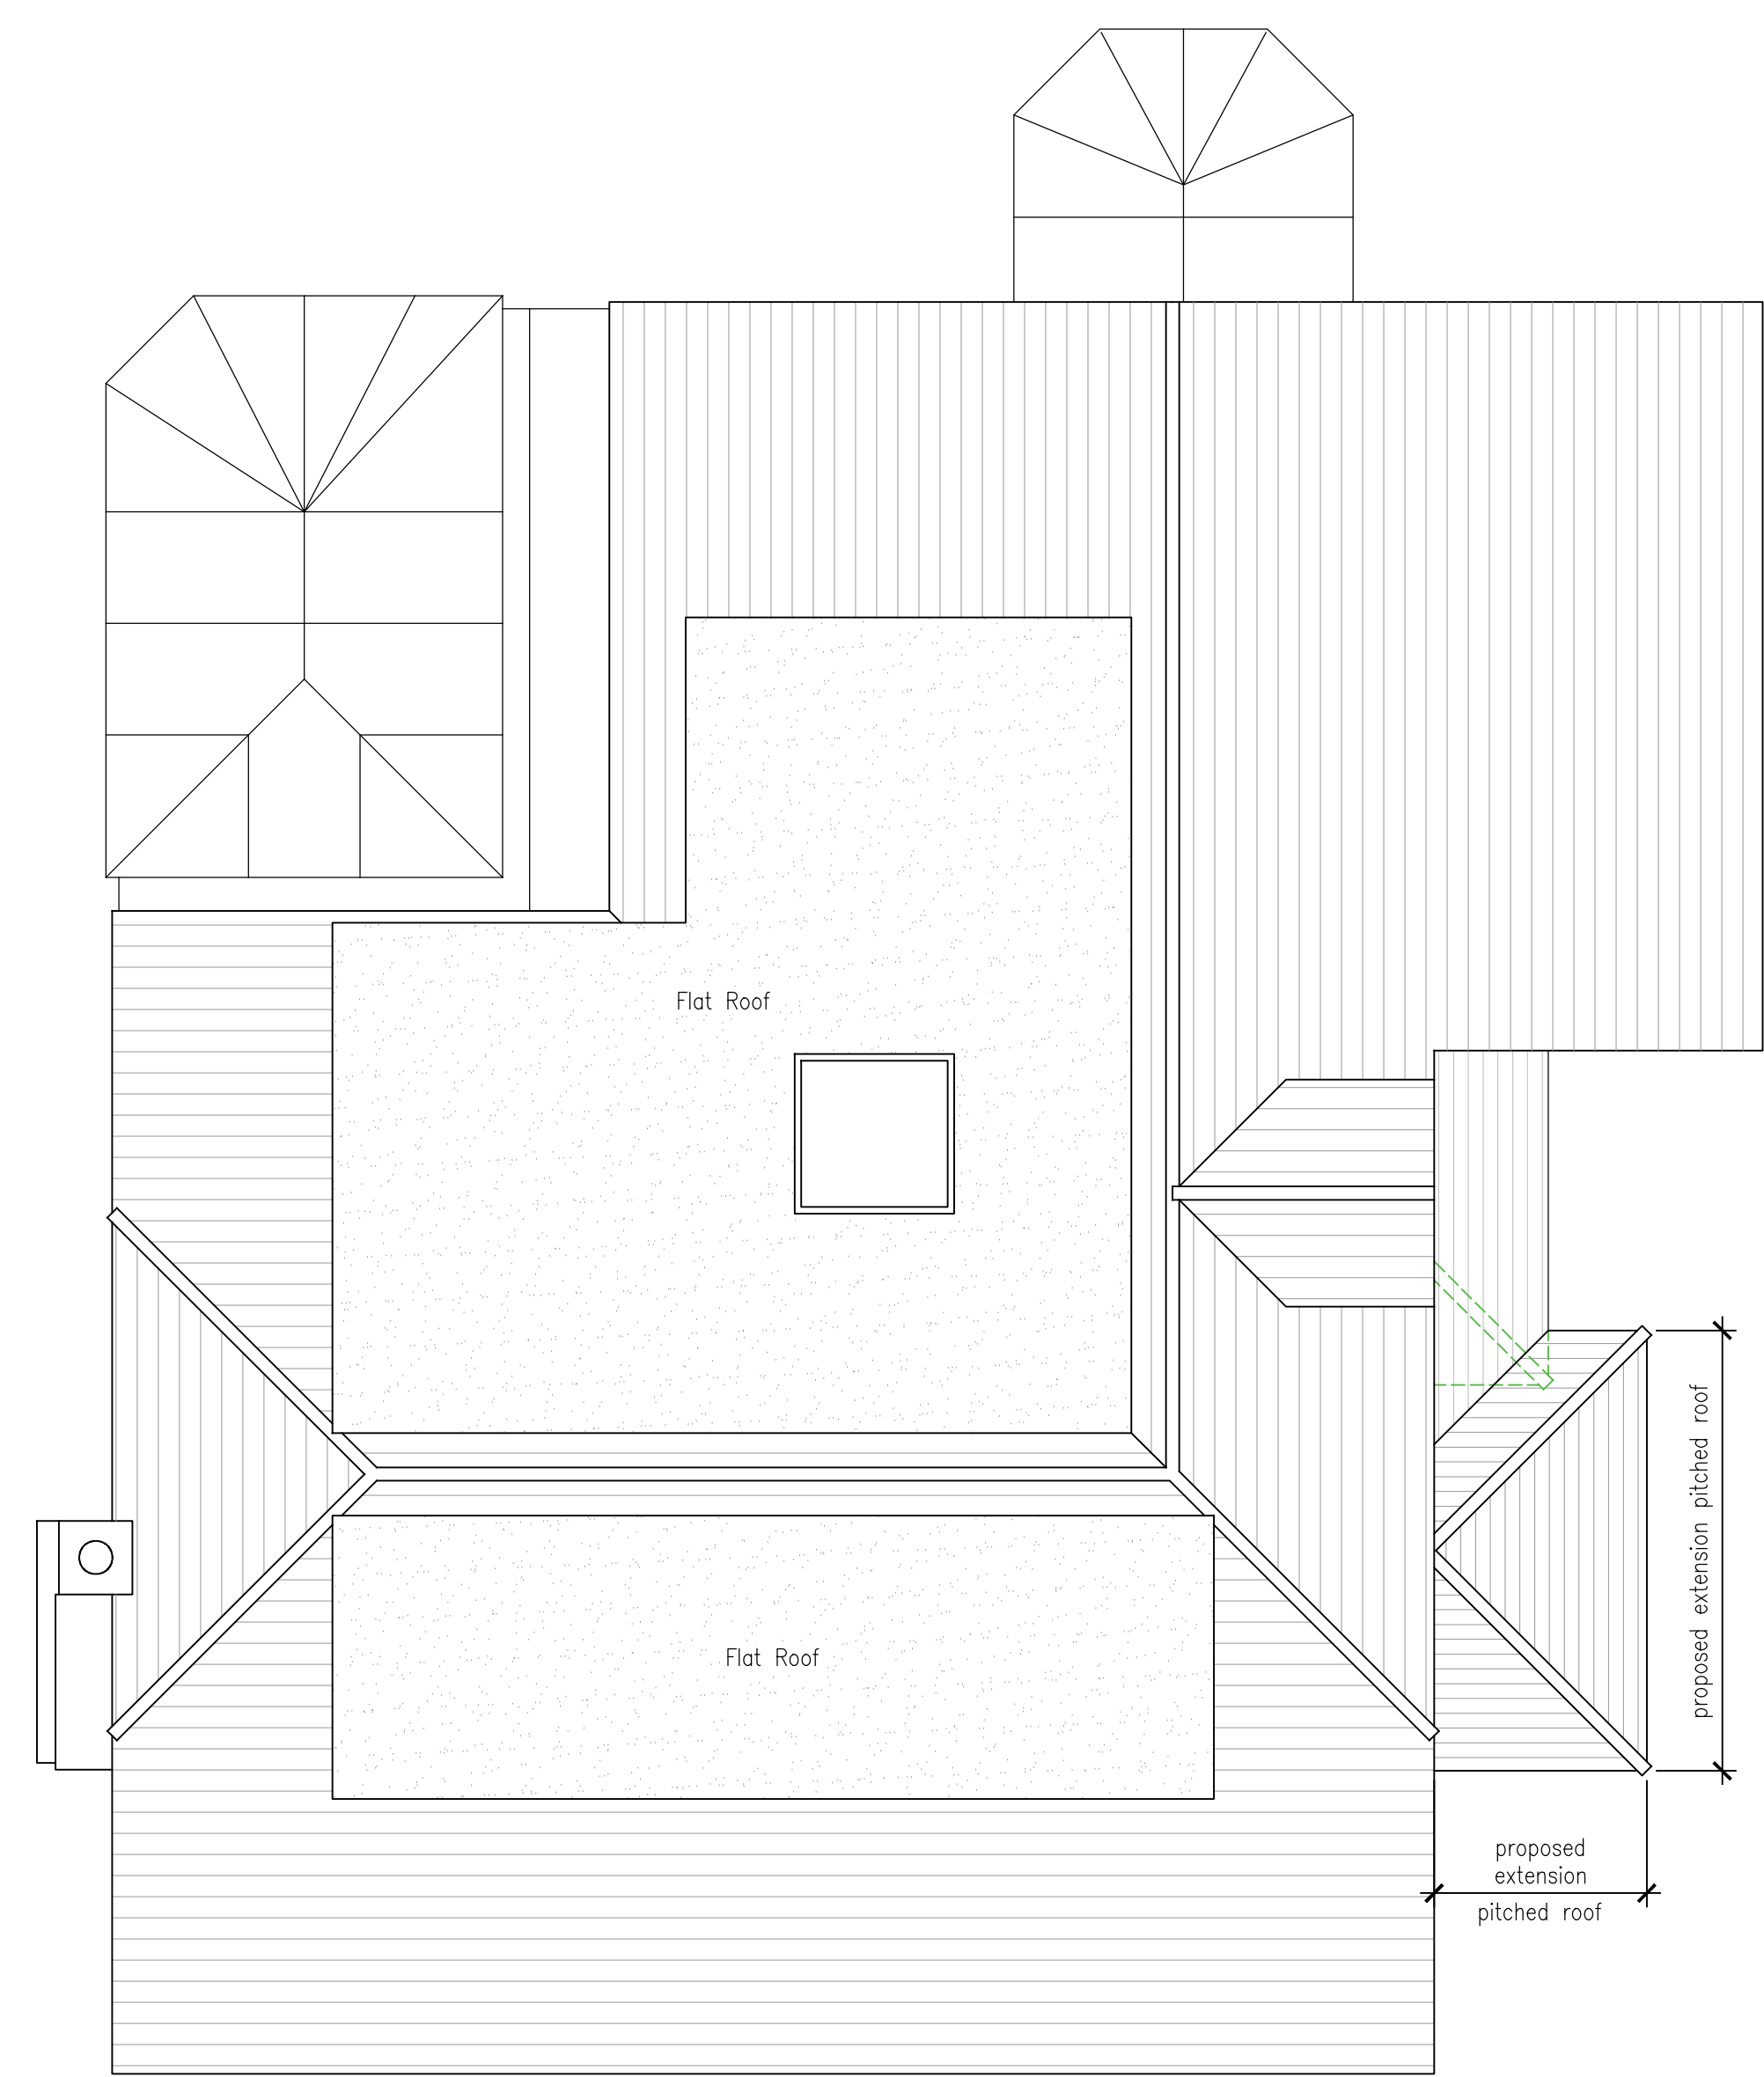 Flat Roof
Flat Roof
proposed extension pitched roof
proposed
extension
pitched roof